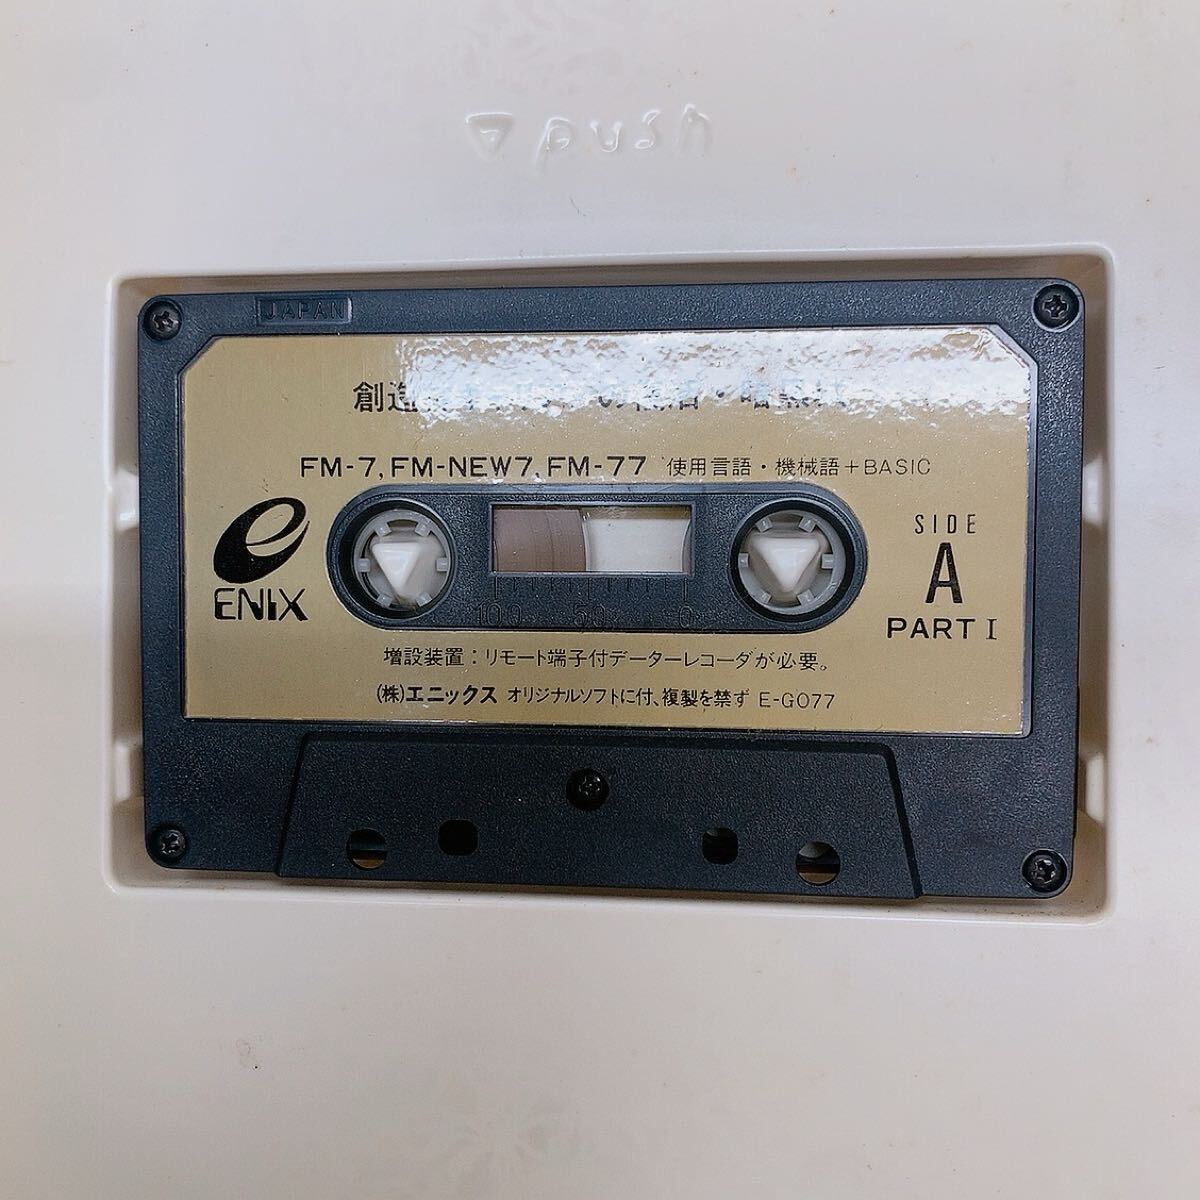 ▽ push
JAPAN
創造
FM-7, FM-NEW7, FM-77 使用言語・機械語+BASIC
ENIX
SIDE
A
PART I
100 50 0
増設装置:リモート端子付データーレコーダが必要。
(株)エニックス オリジナルソフトに付、複製を禁ず E-G077